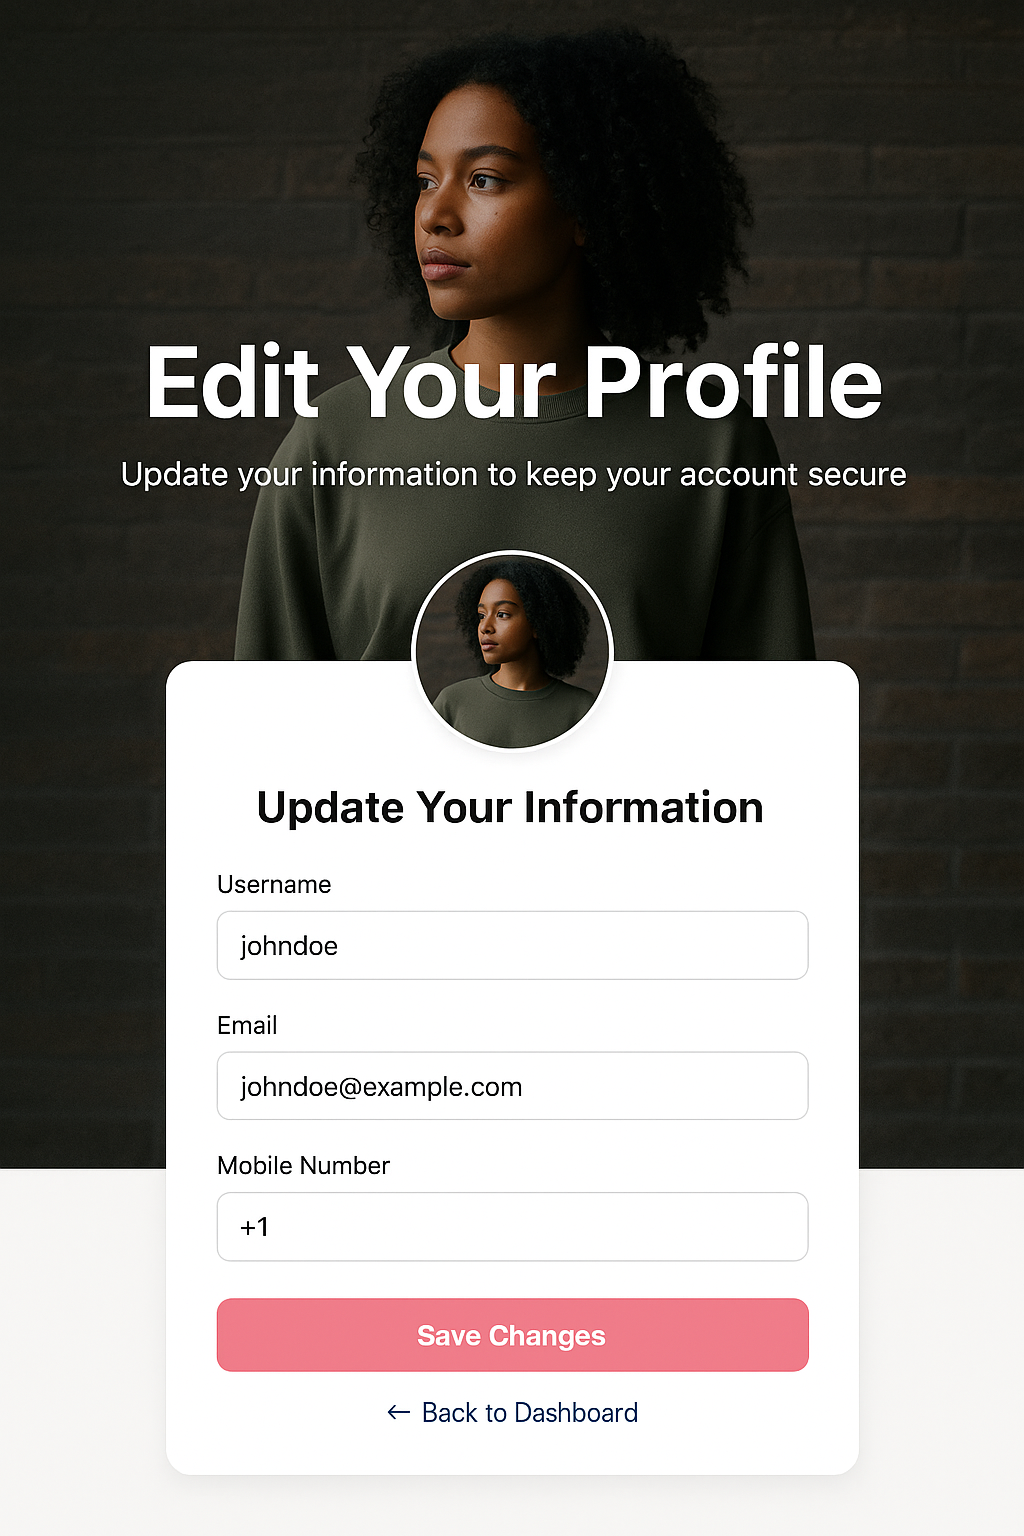 Edit Your Profile
Update your information to keep your account secure
Update Your Information
Username
johndoe
Email
johndoe@example.com
Mobile Number
+1
Save Changes
← Back to Dashboard